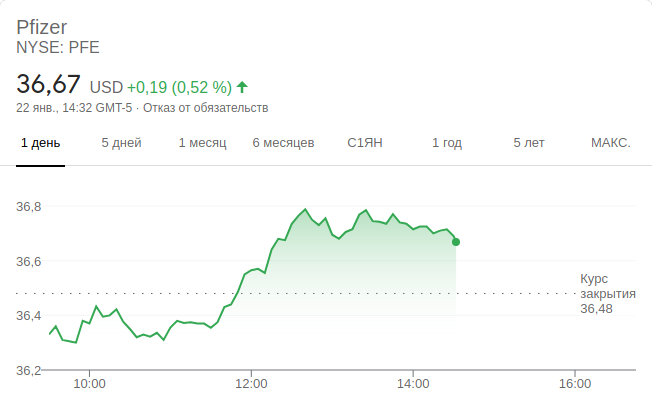 Pfizer
NYSE: PFE
36,67 USD +0,19 (0,52 %)
22 янв., 14:32 GMT-5 · Отказ от обязательств
1 день 5 дней 1 месяц 6 месяцев С1ЯН 1 год 5 лет МАКС.
36,8
36,6
Курс
закрытия
36,48
36,4
36,2
10:00 12:00 14:00 16:00